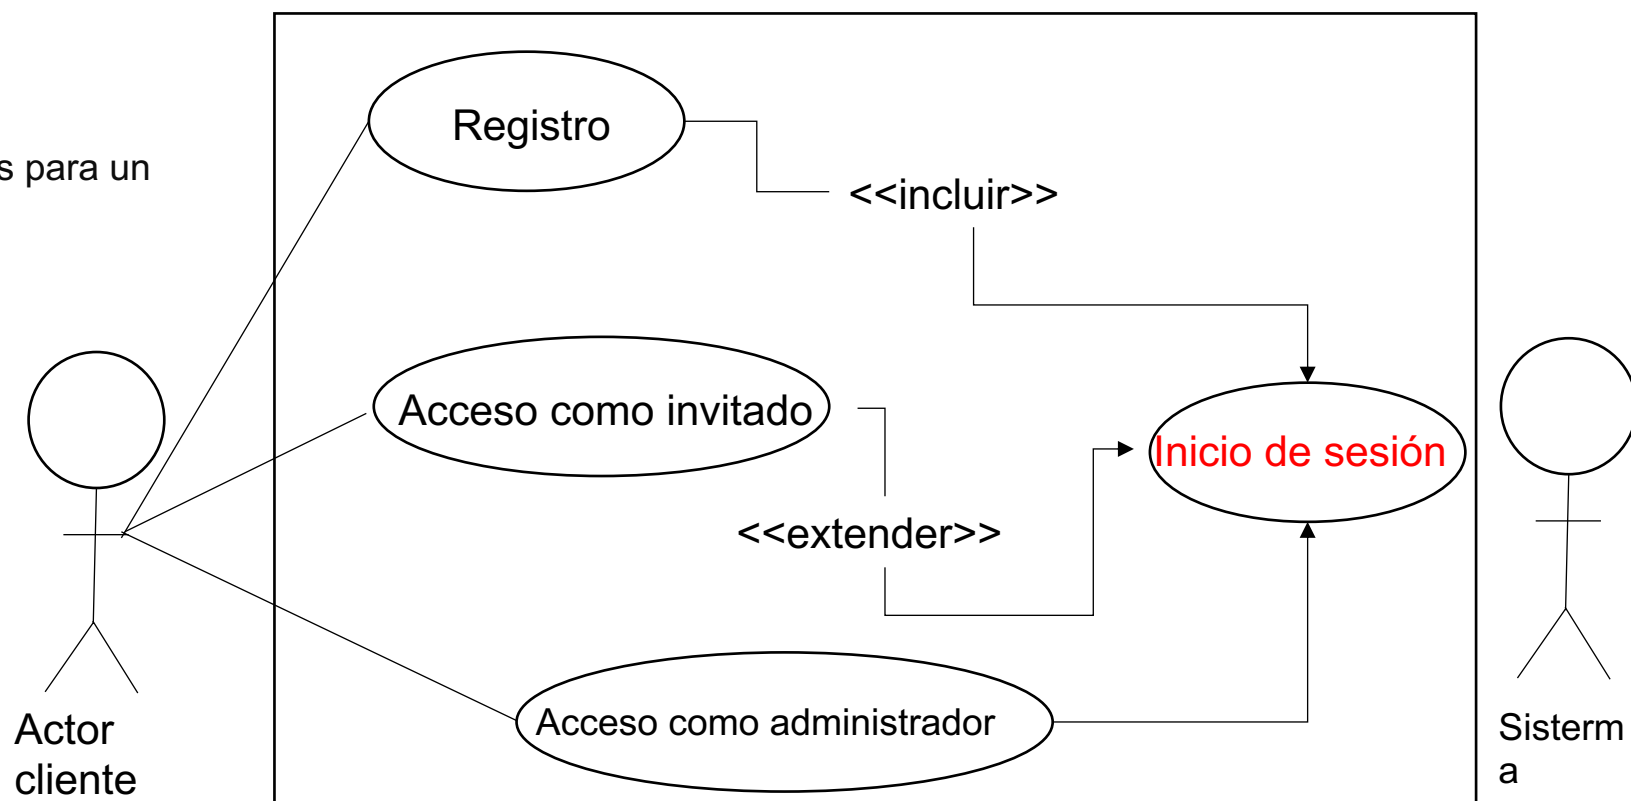 Registro
s para un
<<incluir>>
Acceso como invitado
Inicio de sesión
<<extender>>
Acceso como administrador
Actor
cliente
Sisterm
a